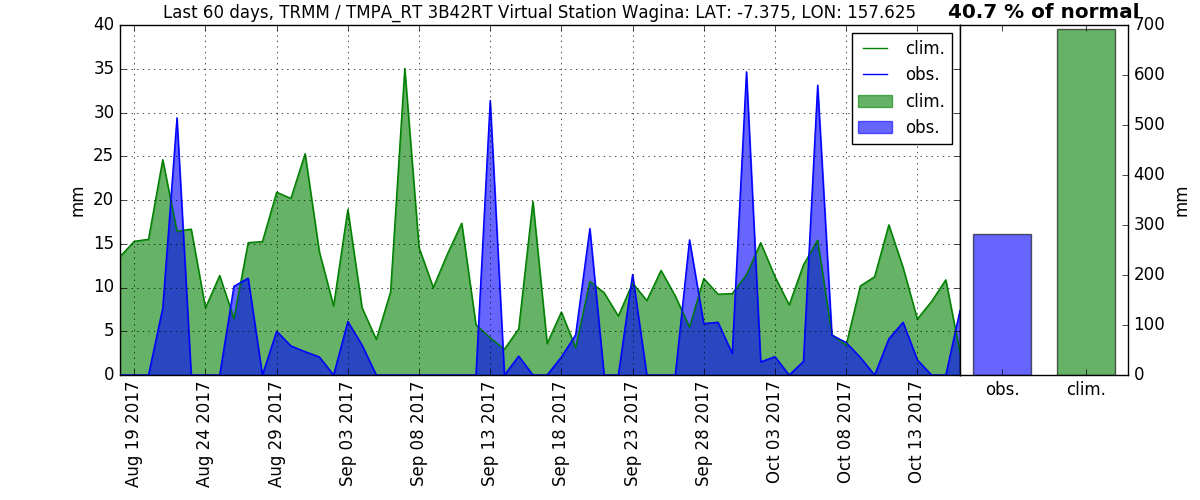 Last 60 days, TRMM / TMPA_RT 3B42RT Virtual Station Wagina: LAT: -7.375, LON: 157.625
40.7 % of normal
mm
40
35
30
25
20
15
10
5
0
clim.
obs.
clim.
obs.
Aug 19 2017
Aug 24 2017
Aug 29 2017
Sep 03 2017
Sep 08 2017
Sep 13 2017
Sep 18 2017
Sep 23 2017
Sep 28 2017
Oct 03 2017
Oct 08 2017
Oct 13 2017
700
600
500
400
300
200
100
0
mm
obs.
clim.